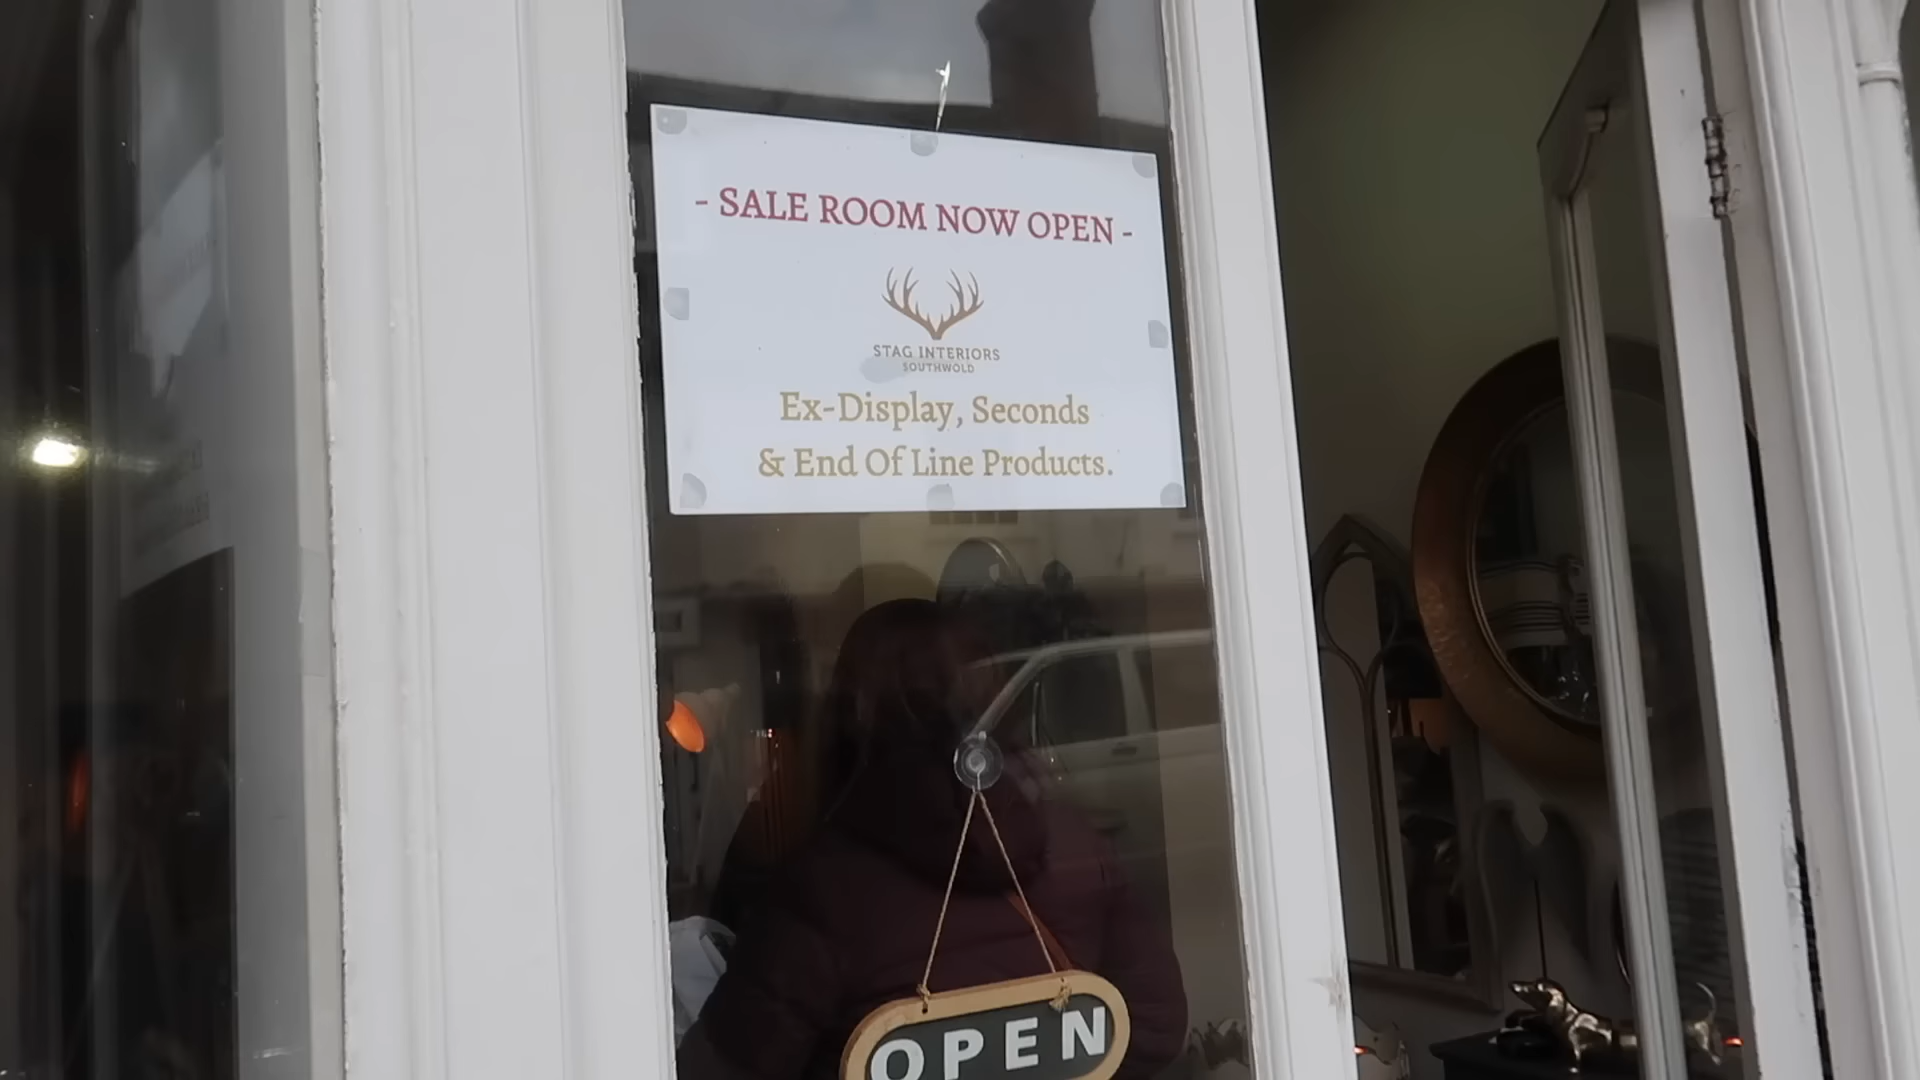 - SALE ROOM NOW OPEN -
STAG INTERIORS
SOUTHWOLD
Ex-Display, Seconds
& End Of Line Products.
OPEN